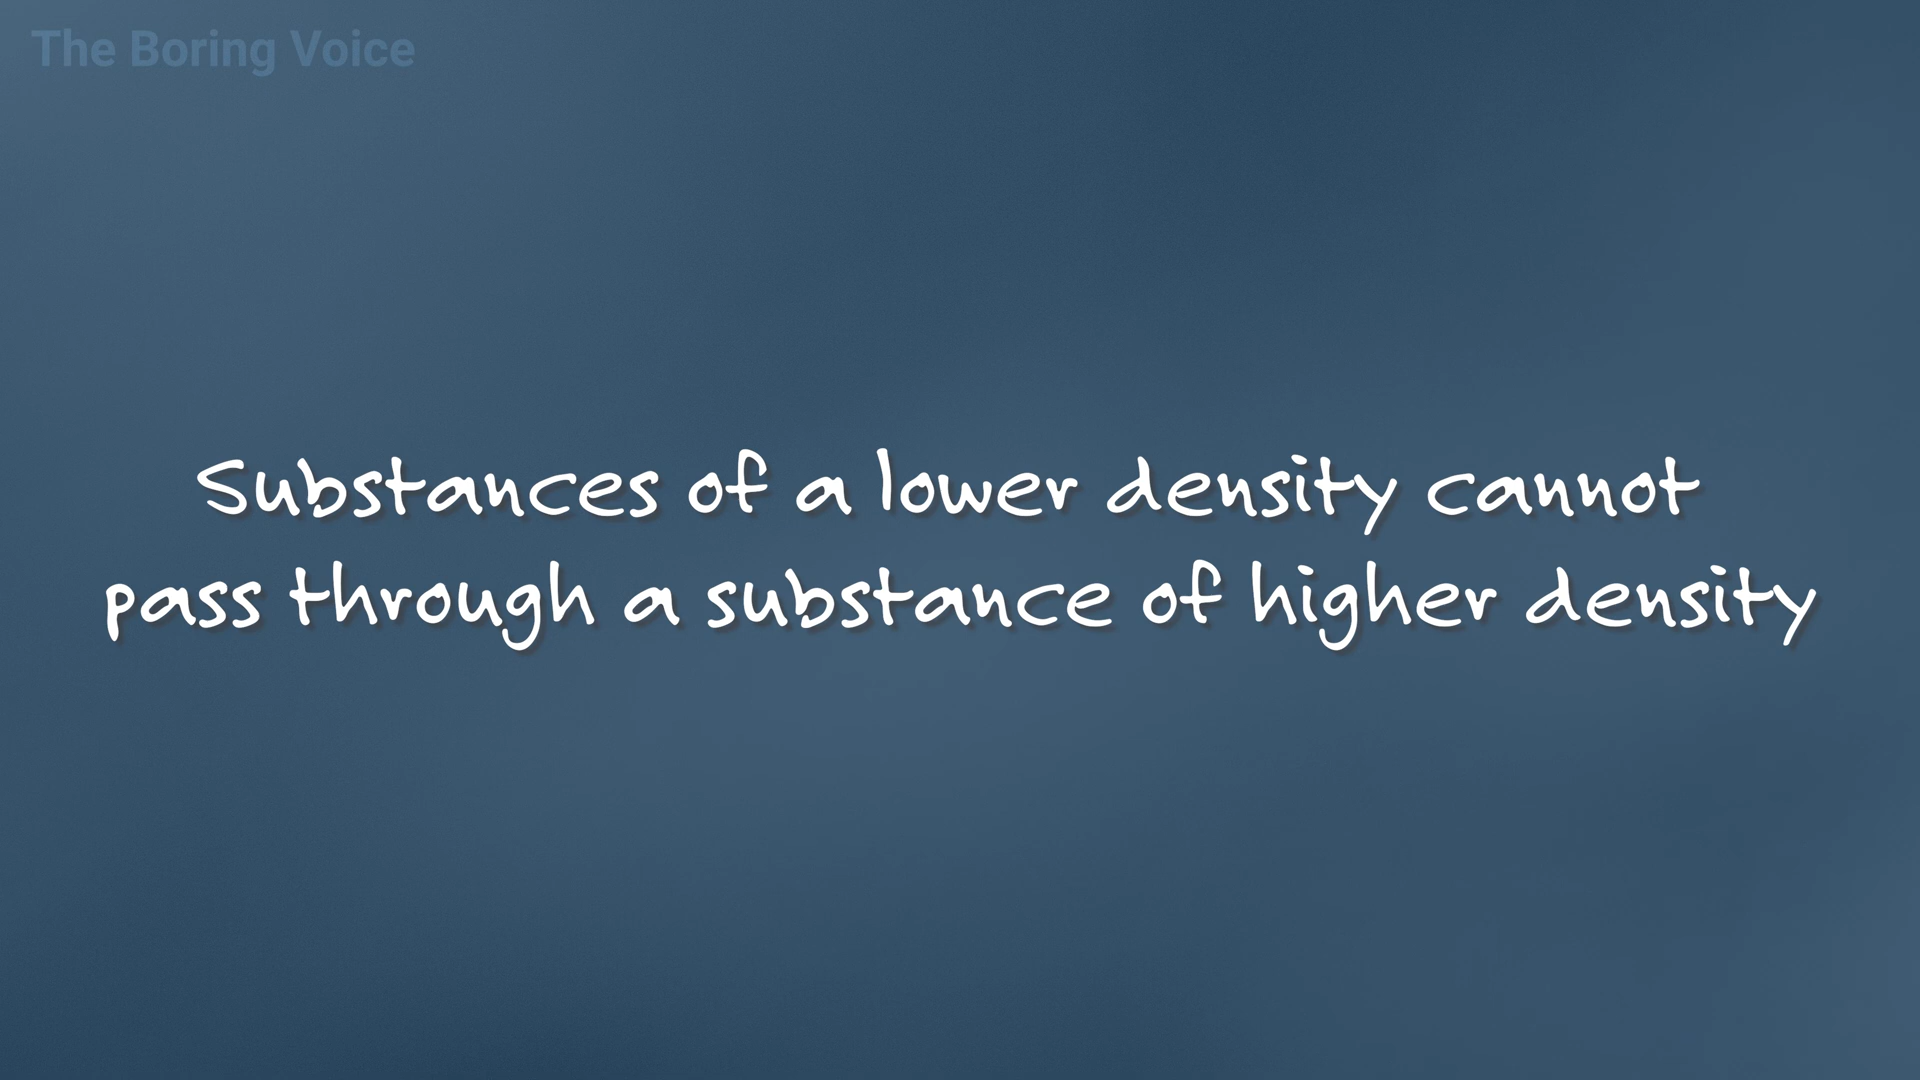 The Boring Voice
Substances of a lower density cannot
pass through a substance of higher density